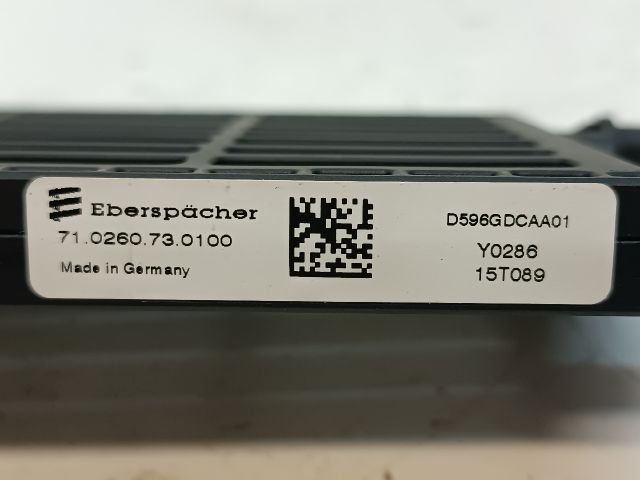 Eberspächer
71.0260.73.0100
Made in Germany
D596GDCAA01
Y0286
15T089